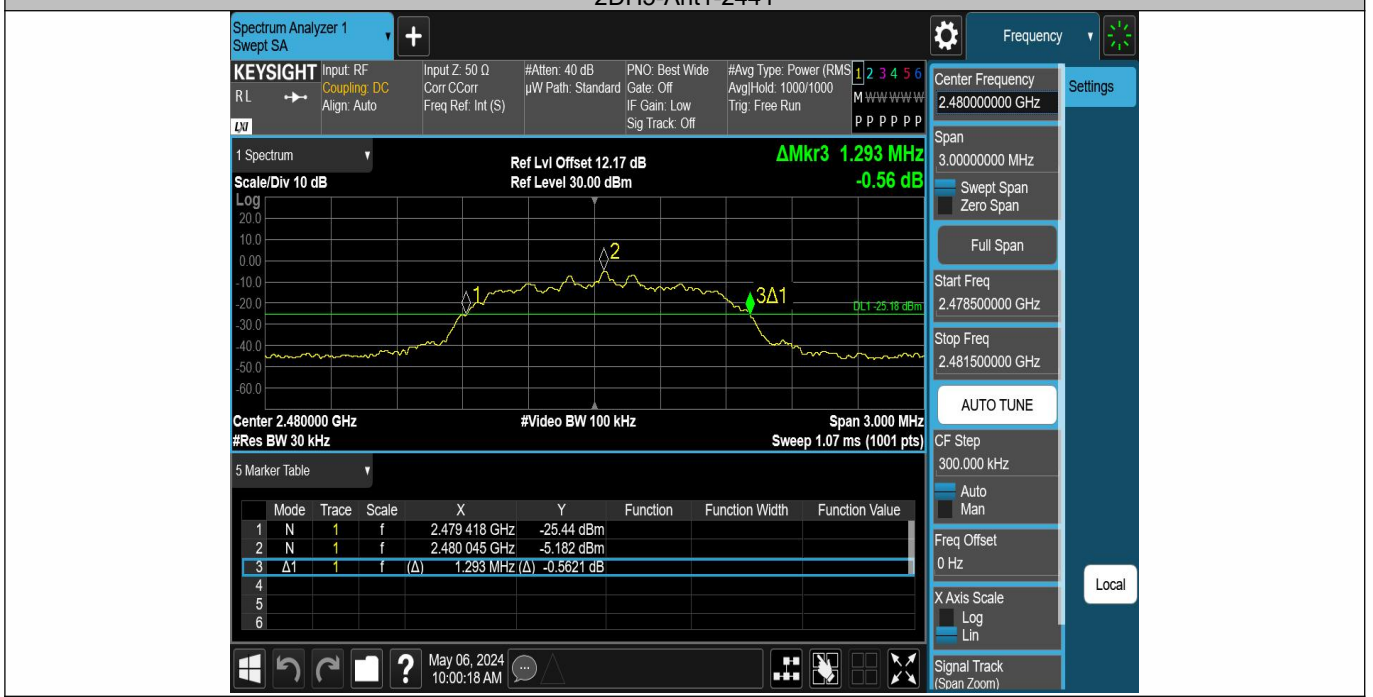 2DH5-Ant1-2441
Spectrum Analyzer 1
Swept SA
Frequency
KEYSIGHT
RL
LXI
Input: RF
Coupling: DC
Align: Auto
Input Z: 50 Ω
Corr CCorr
Freq Ref: Int (S)
#Atten: 40 dB
µW Path: Standard
PNO: Best Wide
Gate: Off
IF Gain: Low
Sig Track: Off
#Avg Type: Power (RMS
Avg|Hold: 1000/1000
Trig: Free Run
1 2 3 4 5 6
M W W W W W
P P P P P P
1 Spectrum
Scale/Div 10 dB
Ref Lvl Offset 12.17 dB
Ref Level 30.00 dBm
ΔMkr3 1.293 MHz
-0.56 dB
Log
20.0
10.0
0.00
-10.0
-20.0
-30.0
-40.0
-50.0
-60.0
1
2
3Δ1
DL1 -25.18 dBm
Center 2.480000 GHz
#Res BW 30 kHz
#Video BW 100 kHz
Span 3.000 MHz
Sweep 1.07 ms (1001 pts)
5 Marker Table
Mode Trace Scale X Y Function Function Width Function Value
1 N 1 f 2.479 418 GHz -25.44 dBm
2 N 1 f 2.480 045 GHz -5.182 dBm
3 Δ1 1 f (Δ) 1.293 MHz (Δ) -0.5621 dB
4
5
6
May 06, 2024
10:00:18 AM
Center Frequency
2.480000000 GHz
Settings
Span
3.00000000 MHz
Swept Span
Zero Span
Full Span
Start Freq
2.478500000 GHz
Stop Freq
2.481500000 GHz
AUTO TUNE
CF Step
300.000 kHz
Auto
Man
Freq Offset
0 Hz
X Axis Scale
Log
Lin
Local
Signal Track
(Span Zoom)